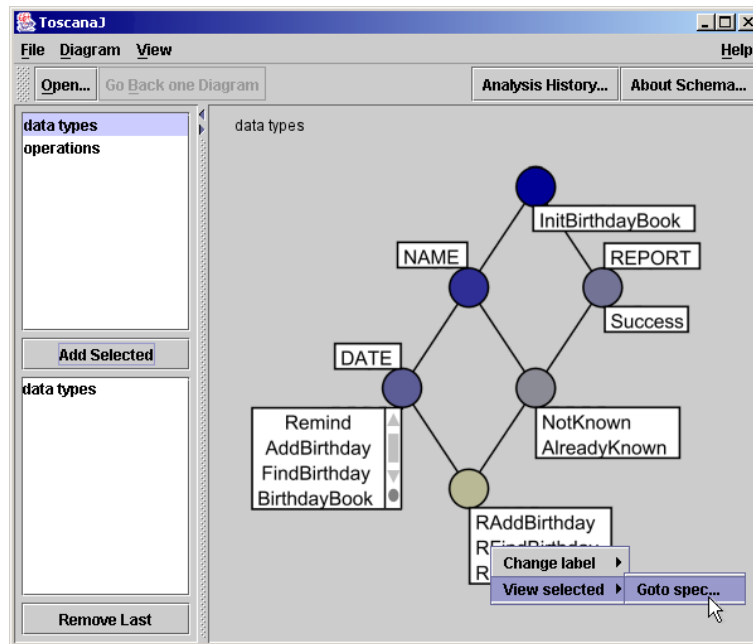 ToscanaJ
File Diagram View Help
Open... Go Back one Diagram Analysis History... About Schema...
data types
operations
Add Selected
data types
Remove Last
data types
InitBirthdayBook
NAME
REPORT
Success
DATE
Remind
AddBirthday
FindBirthday
BirthdayBook
NotKnown
AlreadyKnown
RAddBirthday
RFindBirthday
R
Change label
View selected
Goto spec...